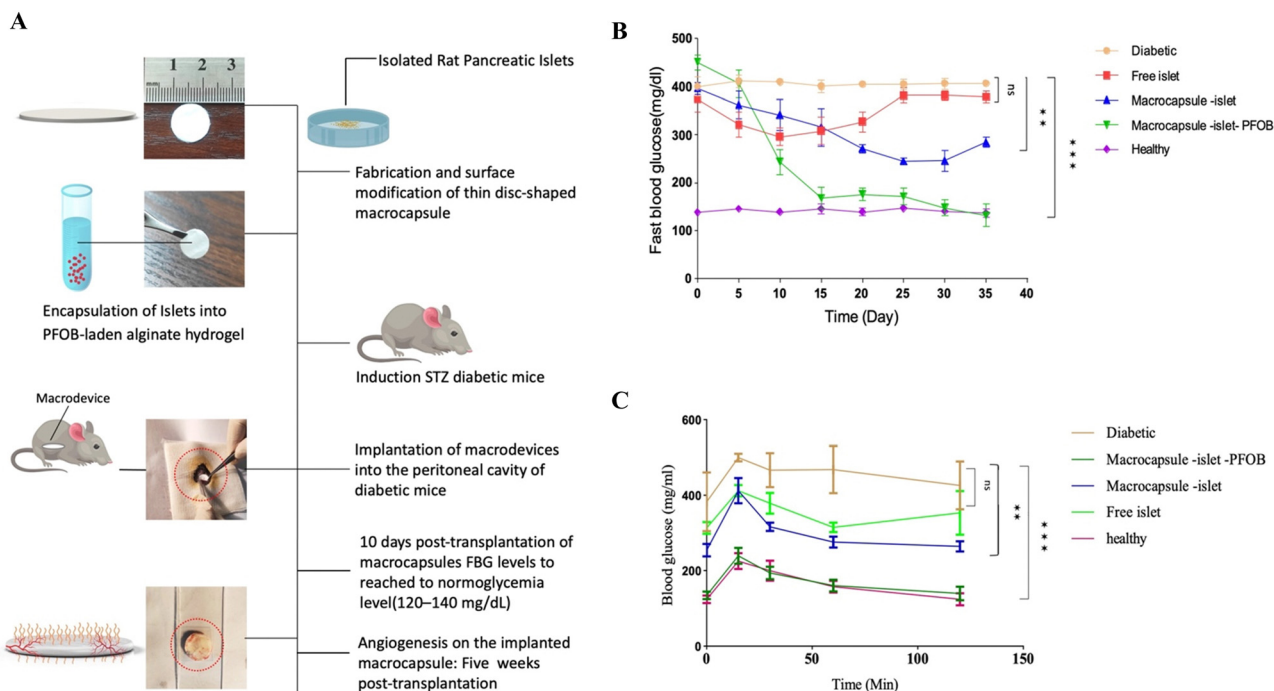 A
1 2 3
Isolated Rat Pancreatic Islets
Fabrication and surface
modification of thin disc-shaped
macrocapsule
Encapsulation of Islets into
PFOB-laden alginate hydrogel
Induction STZ diabetic mice
Macrodevice
Implantation of macrodevices
into the peritoneal cavity of
diabetic mice
10 days post-transplantation of
macrocapsules FBG levels to
reached to normoglycemia
level(120–140 mg/dL)
Angiogenesis on the implanted
macrocapsule: Five weeks
post-transplantation
B
Fast blood glucose(mg/dl)
500
400
300
200
100
0
0 5 10 15 20 25 30 35 40
Time (Day)
ns
**
***
Diabetic
Free islet
Macrocapsule -islet
Macrocapsule -islet- PFOB
Healthy
C
Blood glucose (mg/ml)
600
400
200
0
0 50 100 150
Time (Min)
ns
**
***
Diabetic
Macrocapsule -islet -PFOB
Macrocapsule -islet
Free islet
healthy